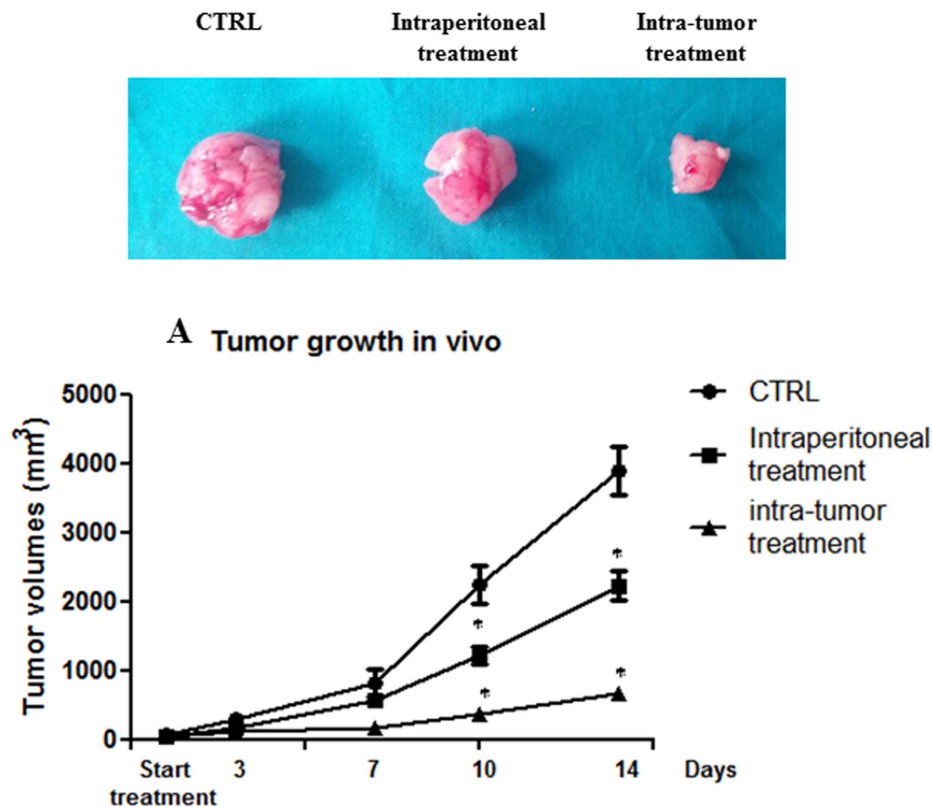 CTRL
Intraperitoneal
treatment
Intra-tumor
treatment
A Tumor growth in vivo
Tumor volumes (mm³)
5000
4000
3000
2000
1000
0
*
*
*
*
Start
treatment
3
7
10
14
Days
CTRL
Intraperitoneal
treatment
intra-tumor
treatment